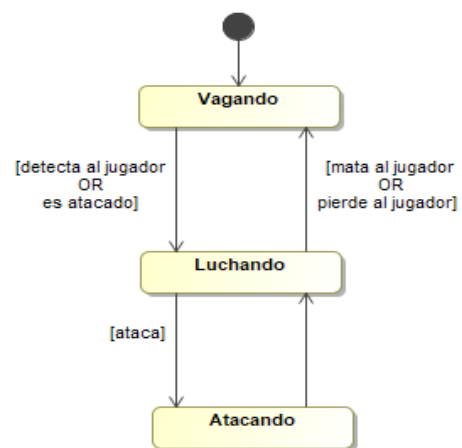 Vagando
[detecta al jugador
OR
es atacado]
[mata al jugador
OR
pierde al jugador]
Luchando
[ataca]
Atacando